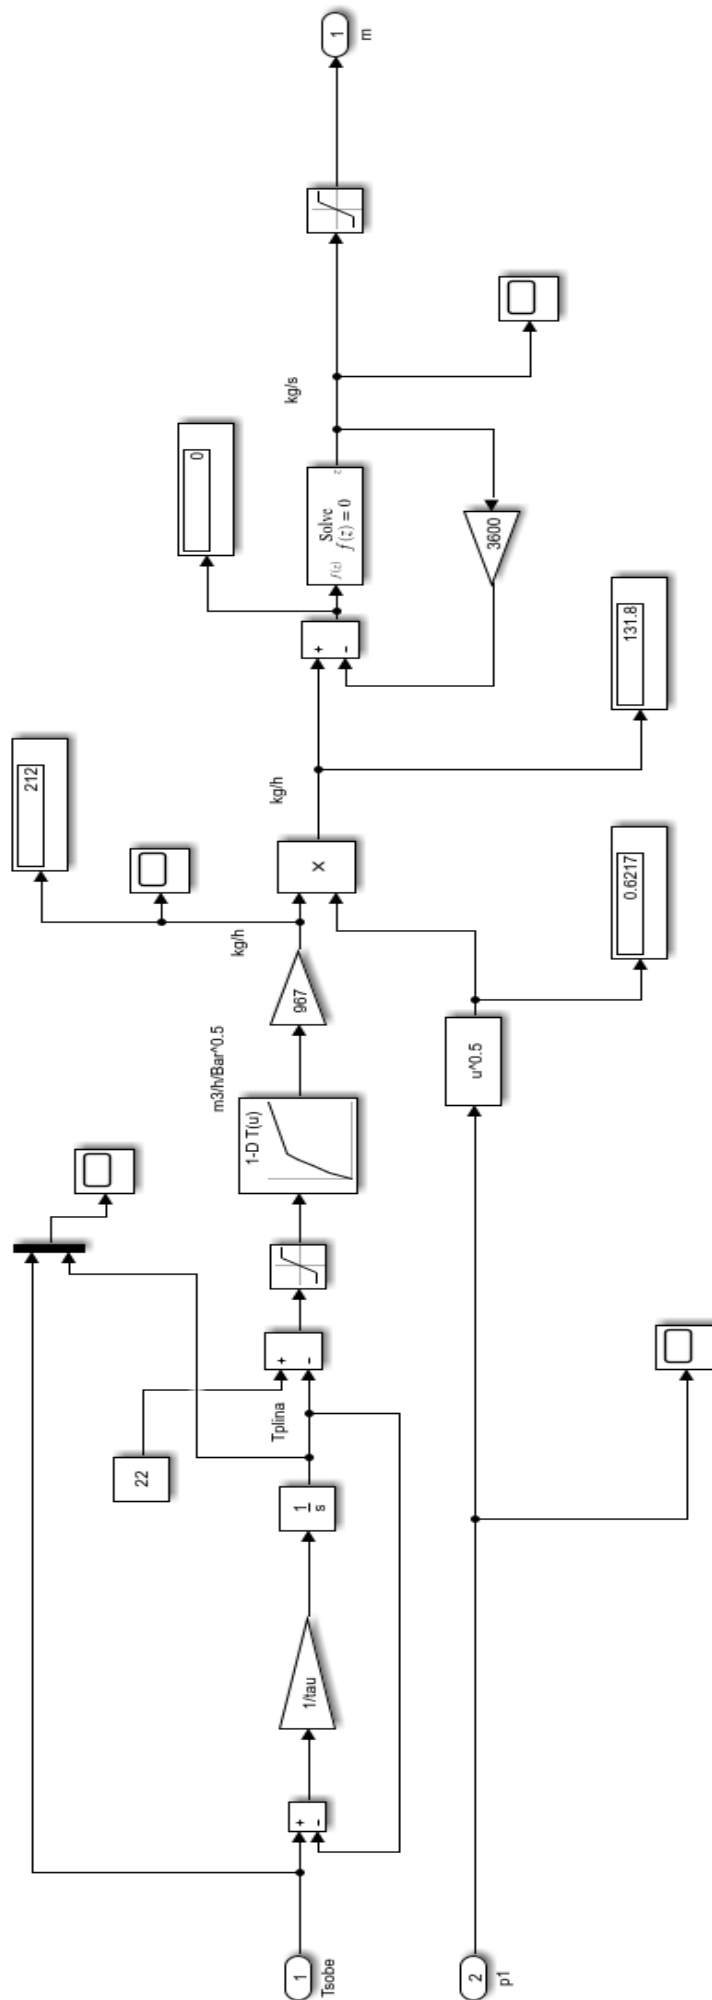 1
Tsobe
+
-
1/tau
1
s
Tplina
22
+
-
1-D T(u)
m3/h/Bar^0.5
967
kg/h
212
X
kg/h
131.8
+
-
0
f(z)
Solve
f(z) = 0
z
kg/s
3600
1
m
2
p1
u^0.5
0.6217